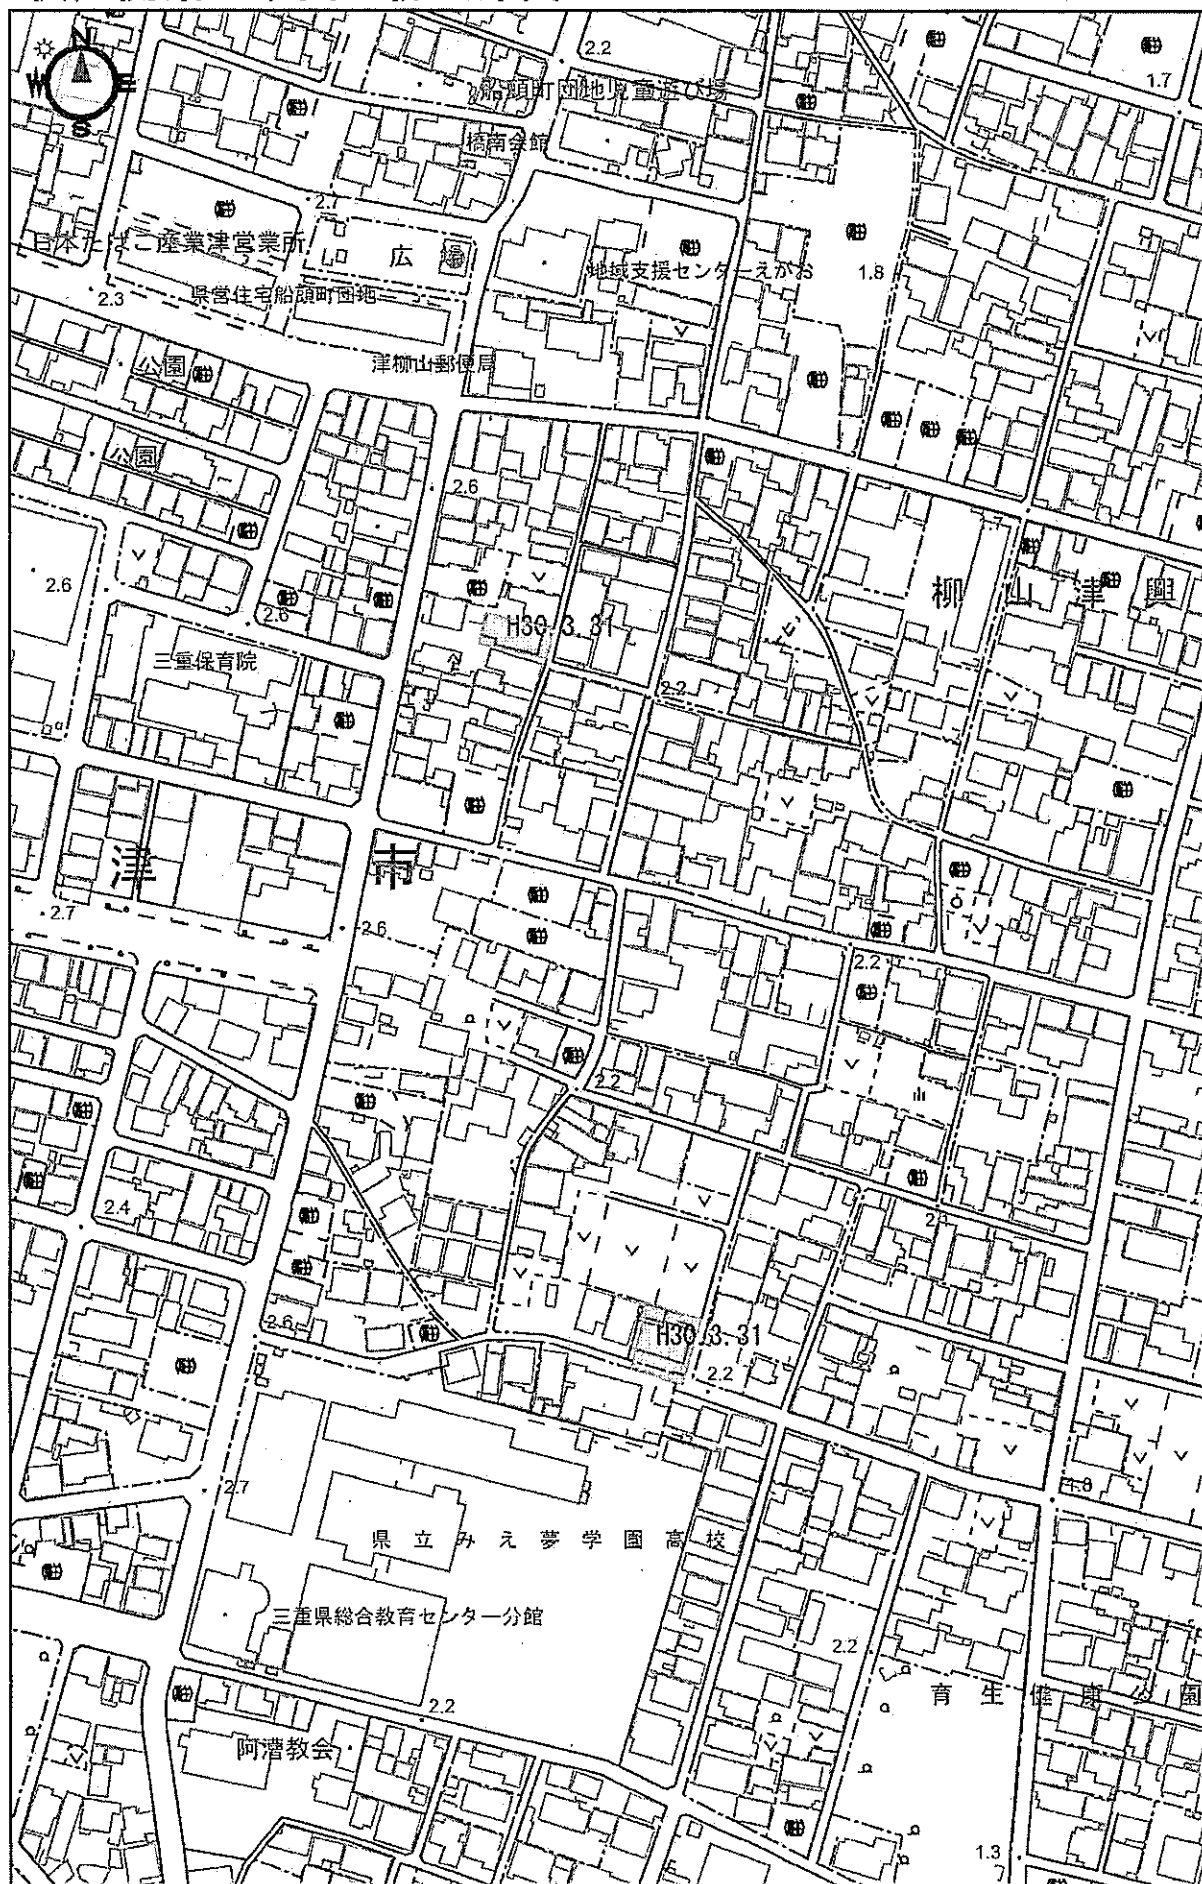 N
W E
S
2.2
1.7
船頭町団地児童遊び場
橋南会館
2.7
日本たばこ産業津営業所
広場
地域支援センターえがお
1.8
2.3
県営住宅船頭町団地
公園
津柳山郵便局
公園
2.6
1.7
2.6
柳山津興
2.6
H30.3.31
三重保育院
2.2
津市
2.7
2.6
2.2
2.2
2.4
2.6
H30.3.31
2.2
2.7
1.8
県立みえ夢学園高校
三重県総合教育センター分館
2.2
育生健康公園
2.2
阿漕教会
1.3